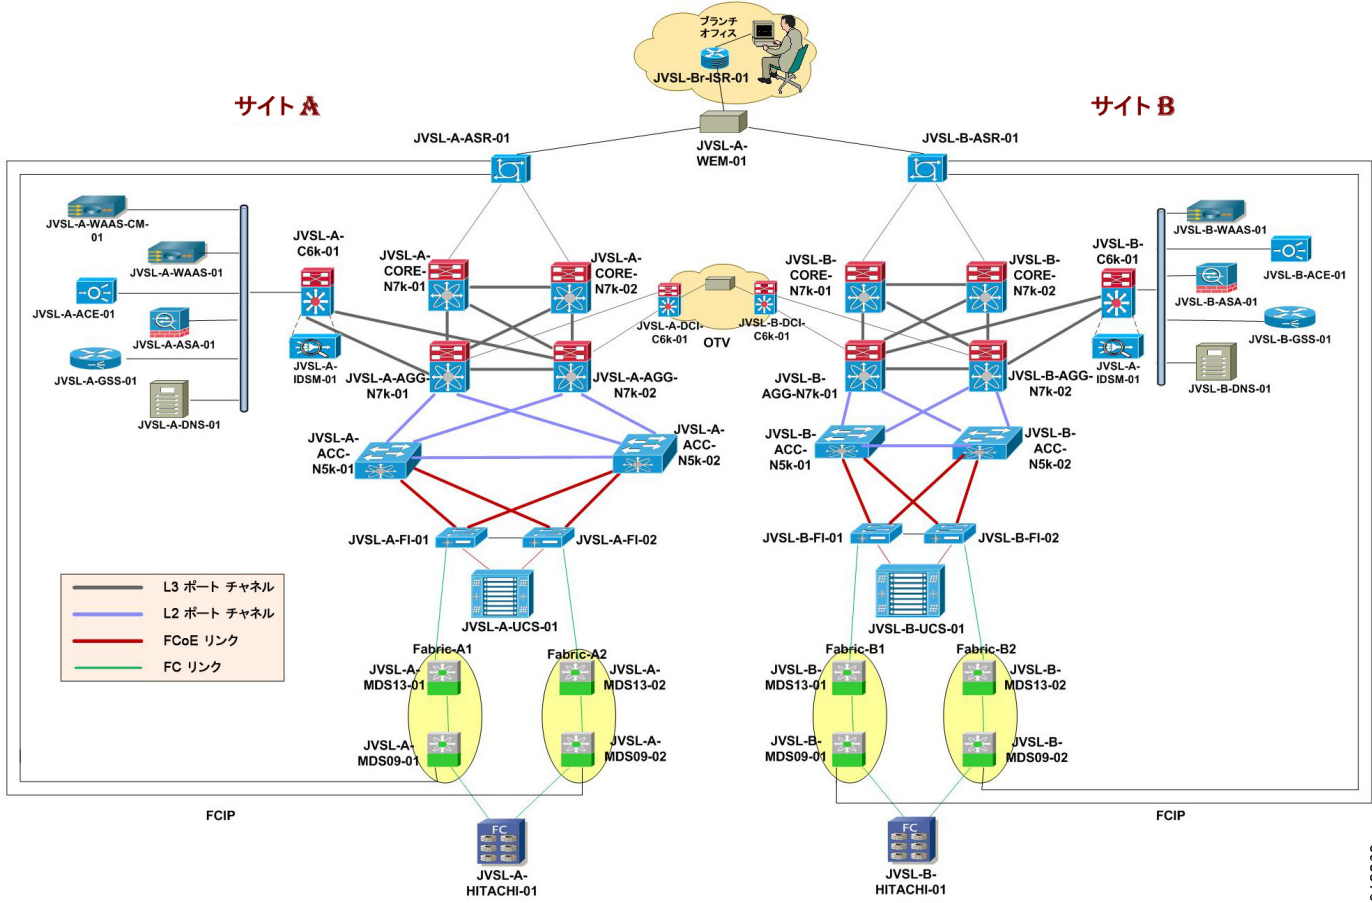 ブランチ
オフィス
JVSL-Br-ISR-01
サイト A
サイト B
JVSL-A-
WEM-01
JVSL-A-ASR-01
JVSL-B-ASR-01
JVSL-A-WAAS-CM-
01
JVSL-A-WAAS-01
JVSL-A-ACE-01
JVSL-A-ASA-01
JVSL-A-GSS-01
JVSL-A-DNS-01
JVSL-A-
C6k-01
JVSL-A-
IDSM-01
JVSL-A-
CORE-
N7k-01
JVSL-A-
CORE-
N7k-02
JVSL-A-DCI-
C6k-01
JVSL-B-DCI-
C6k-01
OTV
JVSL-B-
CORE-
N7k-01
JVSL-B-
CORE-
N7k-02
JVSL-B-
C6k-01
JVSL-A-
IDSM-01
JVSL-B-WAAS-01
JVSL-B-ACE-01
JVSL-B-ASA-01
JVSL-B-GSS-01
JVSL-B-DNS-01
JVSL-A-AGG-
N7k-01
JVSL-A-AGG-
N7k-02
JVSL-B-
AGG-N7k-01
JVSL-B-AGG-
N7k-02
JVSL-A-
ACC-
N5k-01
JVSL-A-
ACC-
N5k-02
JVSL-B-
ACC-
N5k-01
JVSL-B-
ACC-
N5k-02
JVSL-A-FI-01
JVSL-A-FI-02
JVSL-B-FI-01
JVSL-B-FI-02
L3 ポート チャネル
L2 ポート チャネル
FCoE リンク
FC リンク
JVSL-A-UCS-01
JVSL-B-UCS-01
Fabric-A1
Fabric-A2
Fabric-B1
Fabric-B2
JVSL-A-
MDS13-01
JVSL-A-
MDS13-02
JVSL-B-
MDS13-01
JVSL-B-
MDS13-02
JVSL-A-
MDS09-01
JVSL-A-
MDS09-02
JVSL-B-
MDS09-01
JVSL-B-
MDS09-02
FCIP
FCIP
FC
FC
JVSL-A-
HITACHI-01
JVSL-B-
HITACHI-01